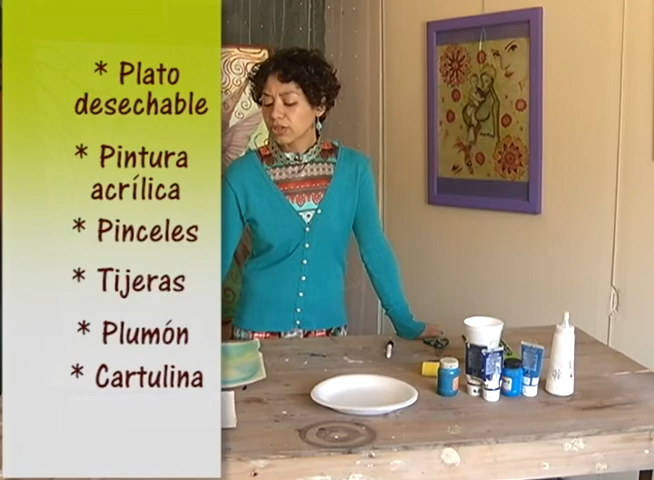 * Plato
desechable
* Pintura
acrílica
* Pinceles
* Tijeras
* Plumón
* Cartulina